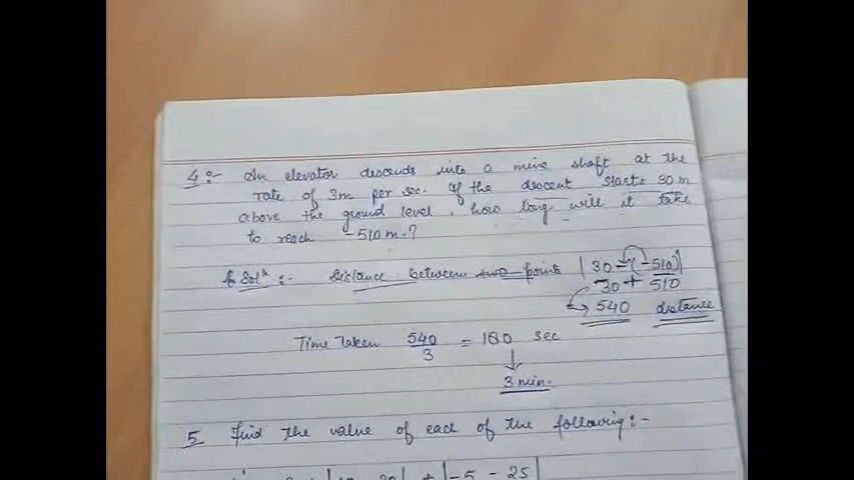 4:- An elevator descends into a mine shaft at the
rate of 3m per sec. If the descent starts 30 m
above the ground level, how long will it take
to reach -510 m.?
Solⁿ :- Distance between two points |30-(-510)|
30 + 510
540 distance
Time Taken 540/3 = 180 sec
3 min.
5 Find the value of each of the following:-
+ |-5 - 25|